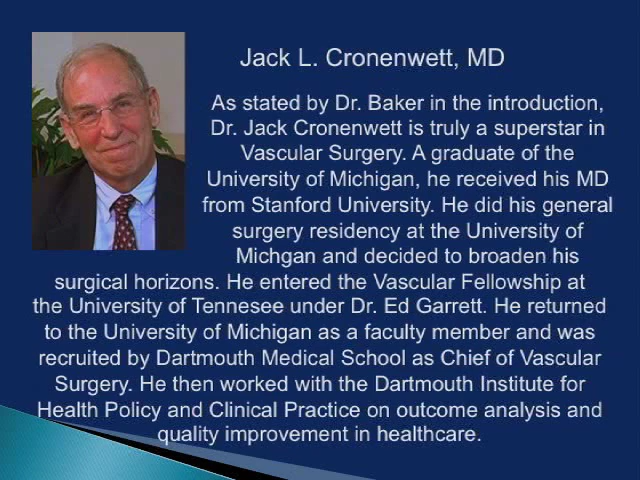 Jack L. Cronenwett, MD
As stated by Dr. Baker in the introduction,
Dr. Jack Cronenwett is truly a superstar in
Vascular Surgery. A graduate of the
University of Michigan, he received his MD
from Stanford University. He did his general
surgery residency at the University of
Michgan and decided to broaden his
surgical horizons. He entered the Vascular Fellowship at
the University of Tennesee under Dr. Ed Garrett. He returned
to the University of Michigan as a faculty member and was
recruited by Dartmouth Medical School as Chief of Vascular
Surgery. He then worked with the Dartmouth Institute for
Health Policy and Clinical Practice on outcome analysis and
quality improvement in healthcare.